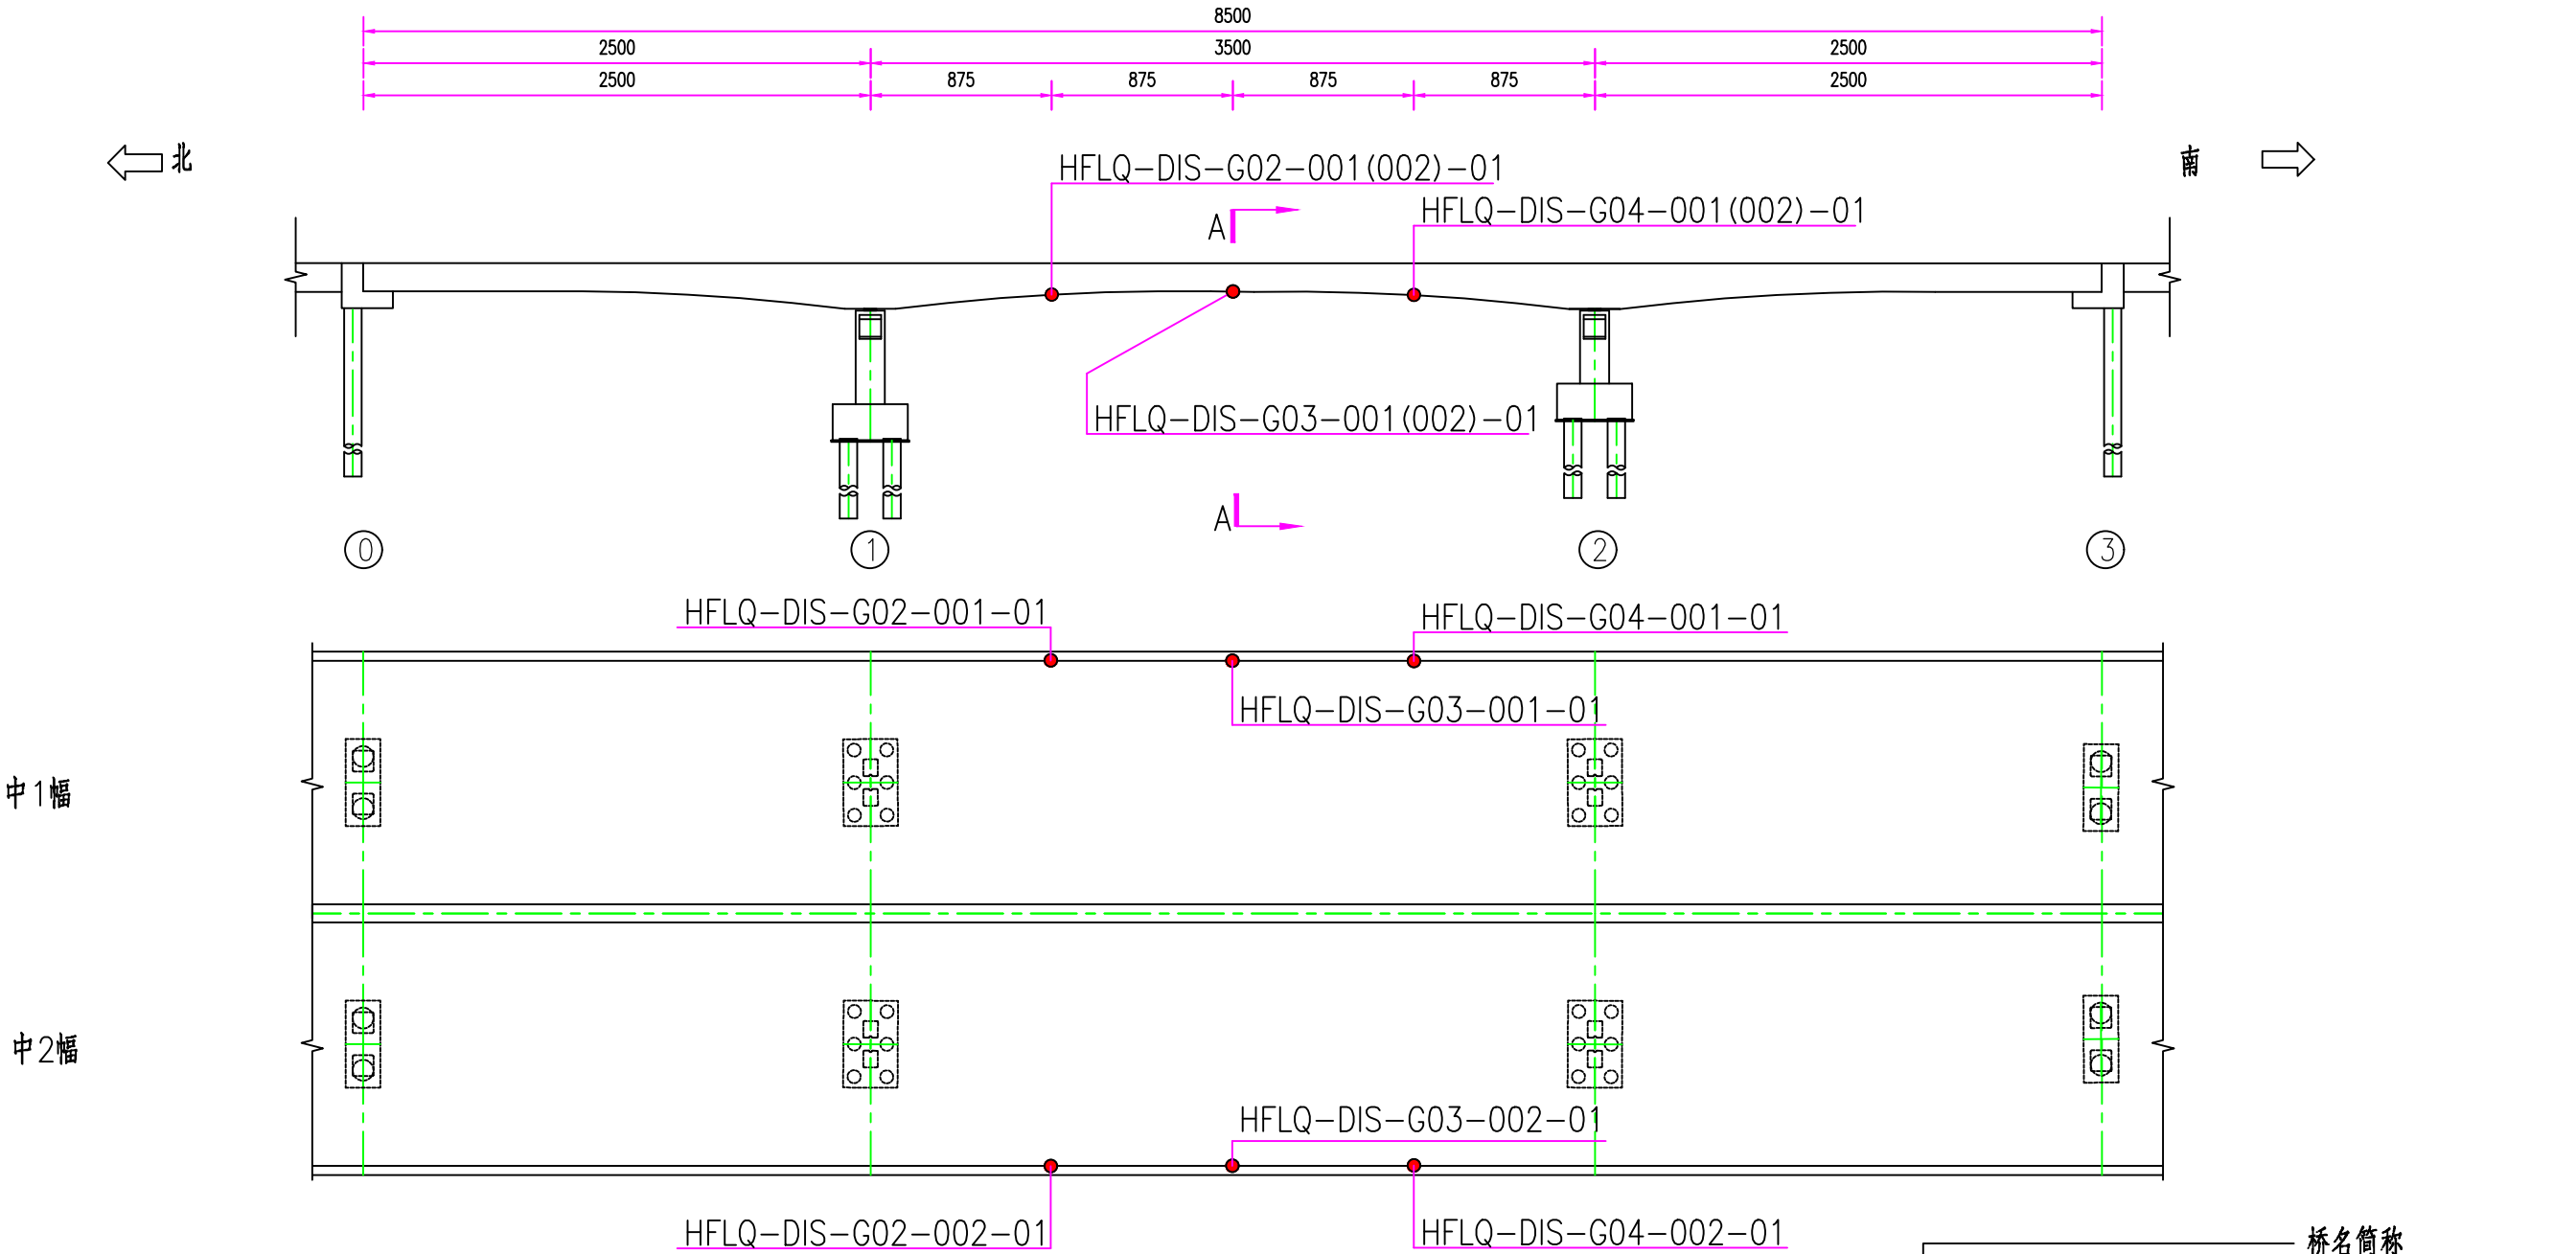 8500
2500 3500 2500
2500 875 875 875 875 2500
北
南
HFLQ-DIS-G02-001(002)-01
A
HFLQ-DIS-G04-001(002)-01
HFLQ-DIS-G03-001(002)-01
A
0 1 2 3
HFLQ-DIS-G02-001-01
HFLQ-DIS-G04-001-01
HFLQ-DIS-G03-001-01
中1幅
中2幅
HFLQ-DIS-G03-002-01
HFLQ-DIS-G02-002-01
HFLQ-DIS-G04-002-01
桥名简称